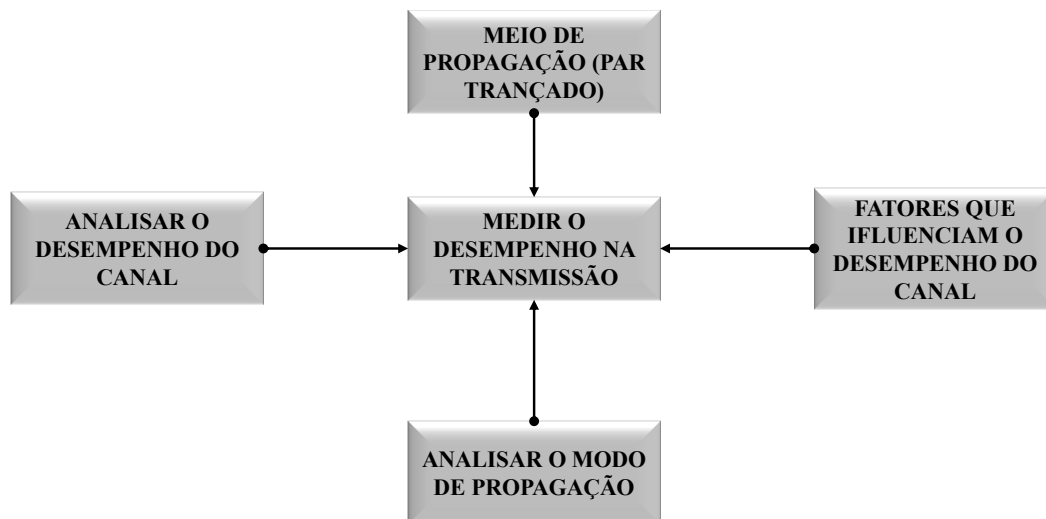 MEIO DE
PROPAGAÇÃO (PAR
TRANÇADO)
ANALISAR O
DESEMPENHO DO
CANAL
MEDIR O
DESEMPENHO NA
TRANSMISSÃO
FATORES QUE
IFLUENCIAM O
DESEMPENHO DO
CANAL
ANALISAR O MODO
DE PROPAGAÇÃO